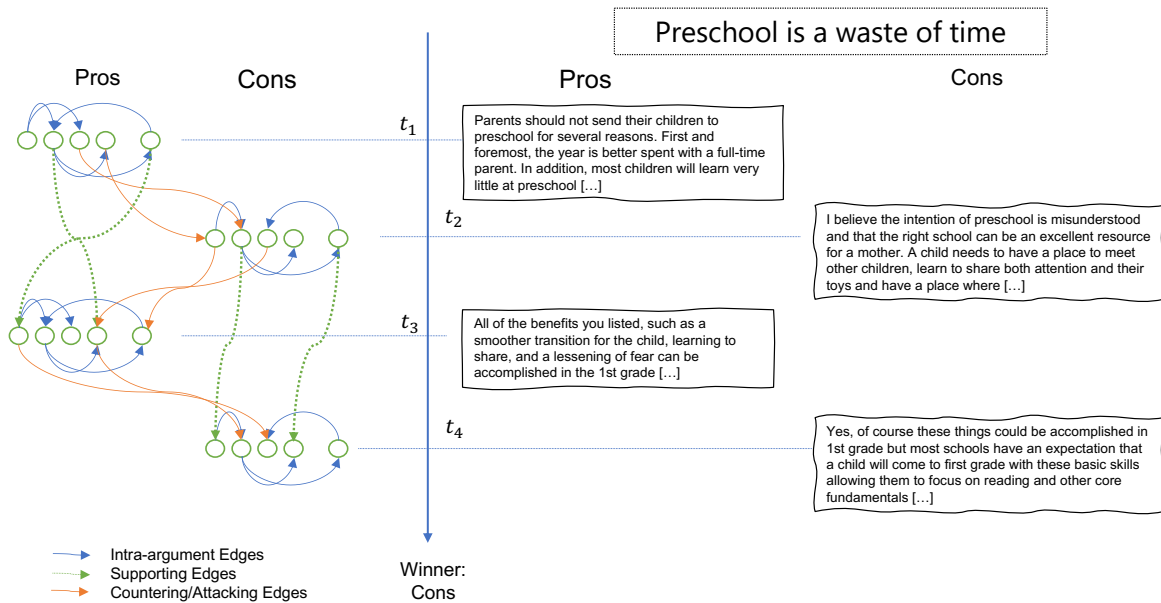 Preschool is a waste of time
Pros
Cons
Pros
Cons
t1
Parents should not send their children to
preschool for several reasons. First and
foremost, the year is better spent with a full-time
parent. In addition, most children will learn very
little at preschool […]
t2
I believe the intention of preschool is misunderstood
and that the right school can be an excellent resource
for a mother. A child needs to have a place to meet
other children, learn to share both attention and their
toys and have a place where […]
t3
All of the benefits you listed, such as a
smoother transition for the child, learning to
share, and a lessening of fear can be
accomplished in the 1st grade […]
t4
Yes, of course these things could be accomplished in
1st grade but most schools have an expectation that
a child will come to first grade with these basic skills
allowing them to focus on reading and other core
fundamentals […]
Intra-argument Edges
Supporting Edges
Countering/Attacking Edges
Winner:
Cons